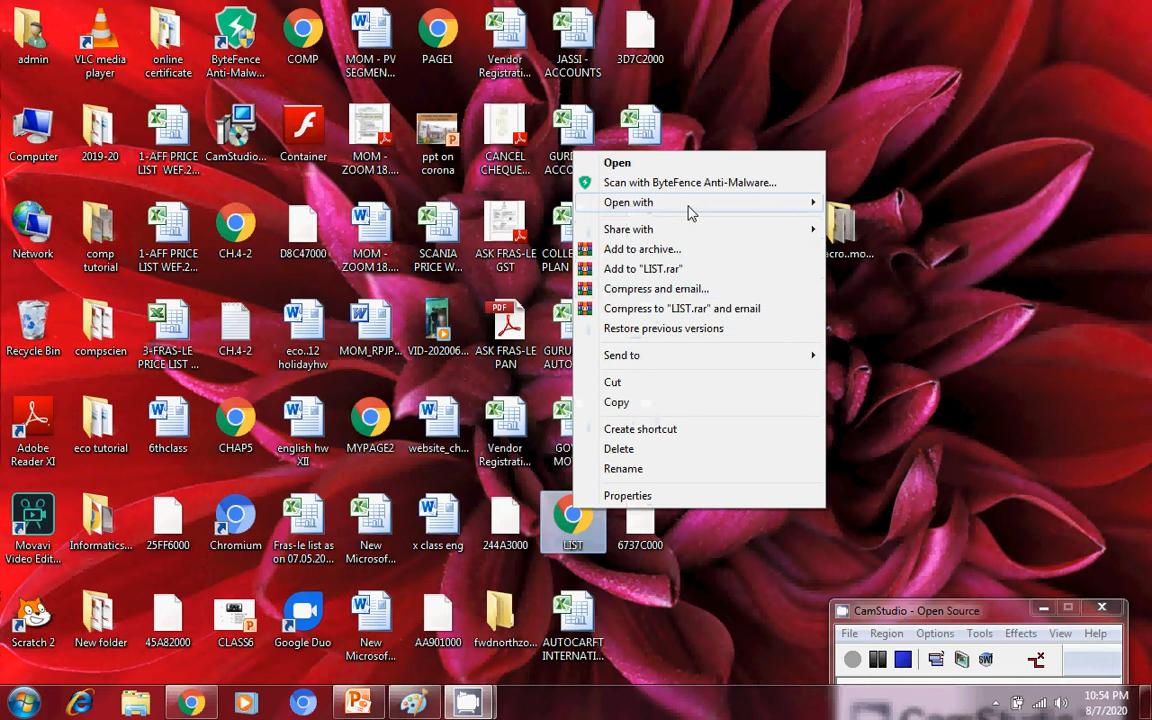 admin
VLC media player
online certificate
ByteFence Anti-Malw...
COMP
MOM - PV SEGMEN...
PAGE1
Vendor Registrati...
JASSI - ACCOUNTS
3D7C2000
Computer
2019-20
1-AFF PRICE LIST WEF.2...
CamStudio...
Container
MOM - ZOOM 18....
ppt on corona
CANCEL CHEQUE...
Network
comp tutorial
1-AFF PRICE LIST WEF.2...
CH.4-2
D8C47000
MOM - ZOOM 18....
SCANIA PRICE W...
ASK FRAS-LE GST
COLLE
PLAN
Recycle Bin
compscien
3-FRAS-LE PRICE LIST ...
CH.4-2
eco..12 holidayhw
MOM_RPJP...
VID-202006...
PDF
ASK FRAS-LE PAN
GURU
AUTO
Adobe Reader XI
eco tutorial
6thclass
CHAP5
english hw XII
MYPAGE2
website_ch...
Vendor Registrati...
Movavi Video Edit...
Informatics...
25FF6000
Chromium
Fras-le list as on 07.05.20...
New Microsof...
x class eng
244A3000
LIST
6737C000
Scratch 2
New folder
45A82000
CLASS6
Google Duo
New Microsof...
AA901000
fwdnorthzo...
AUTOCARFT INTERNATI...
Open
Scan with ByteFence Anti-Malware...
Open with
Share with
Add to archive...
Add to "LIST.rar"
Compress and email...
Compress to "LIST.rar" and email
Restore previous versions
Send to
Cut
Copy
Create shortcut
Delete
Rename
Properties
acro..mo...
CamStudio - Open Source
File Region Options Tools Effects View Help
10:54 PM
8/7/2020